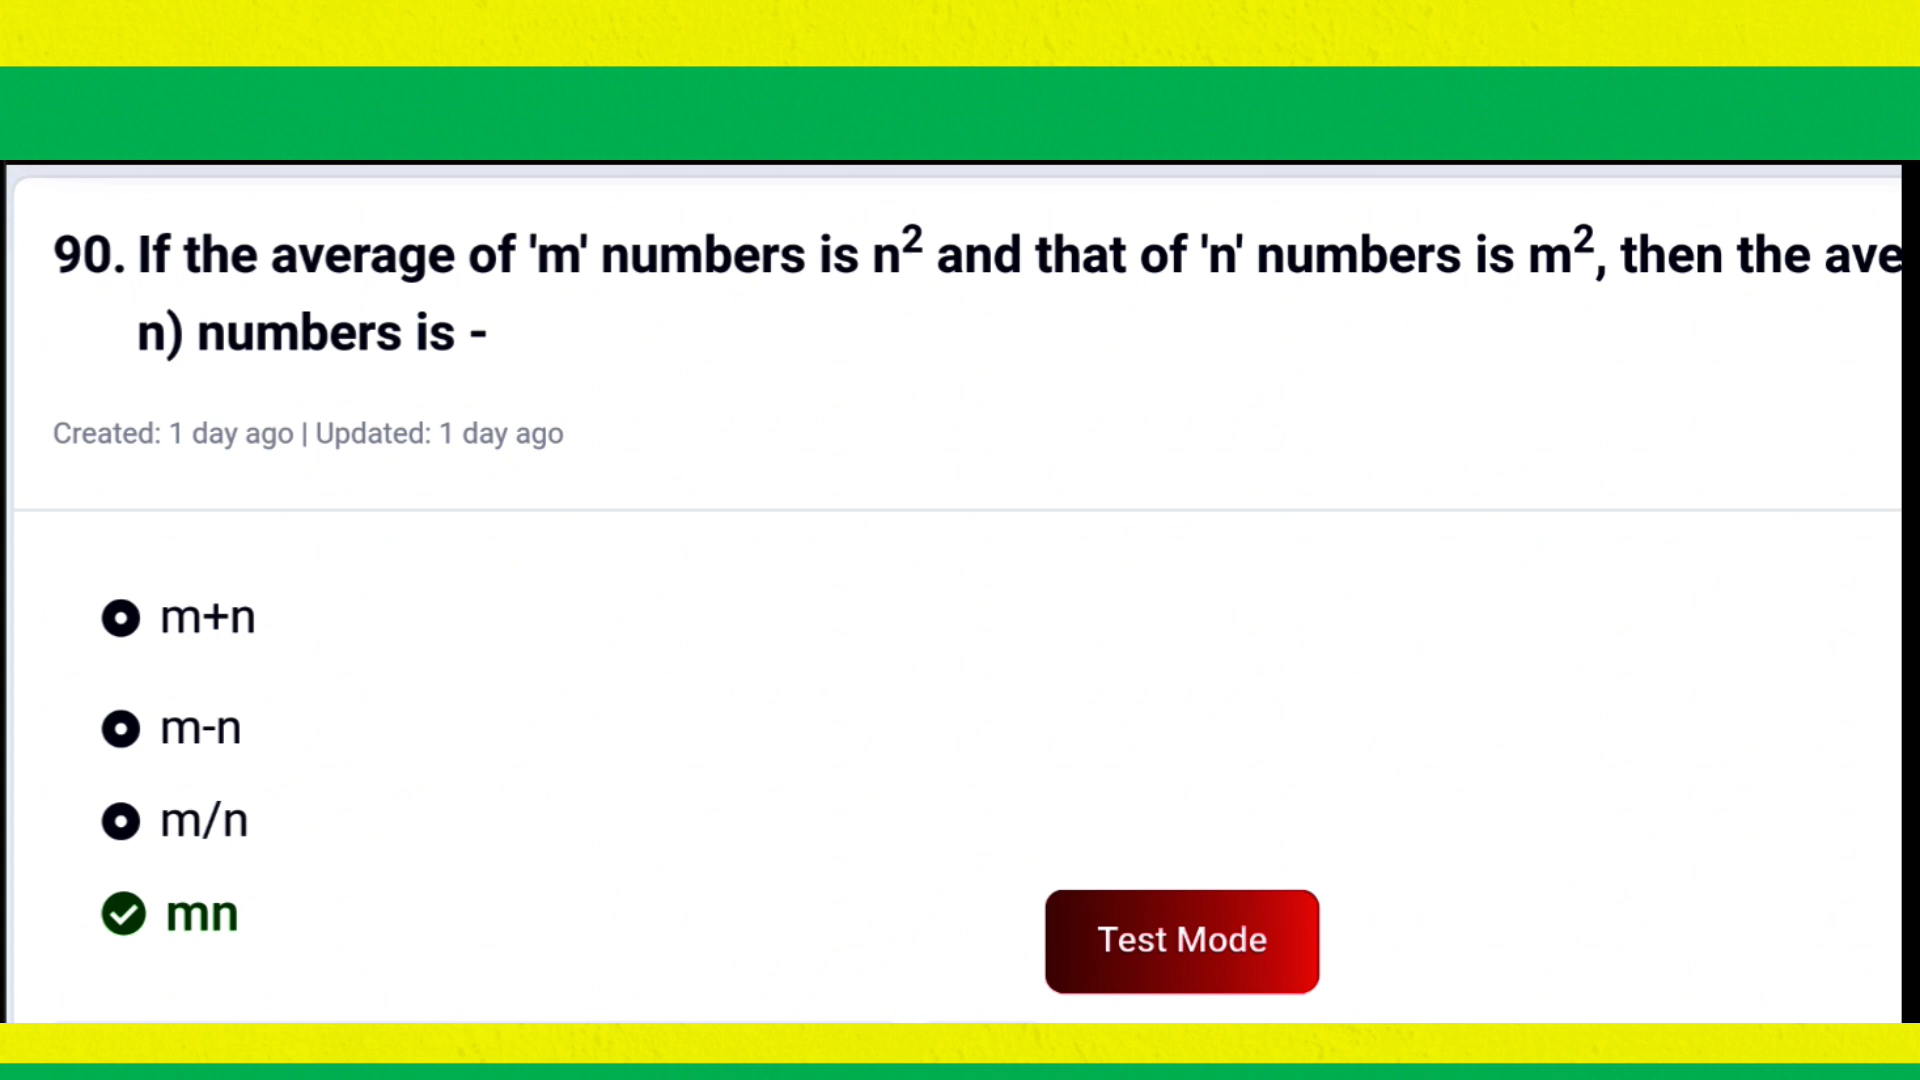 90. If the average of 'm' numbers is n² and that of 'n' numbers is m², then the ave
n) numbers is -
Created: 1 day ago | Updated: 1 day ago
m+n
m-n
m/n
mn
Test Mode